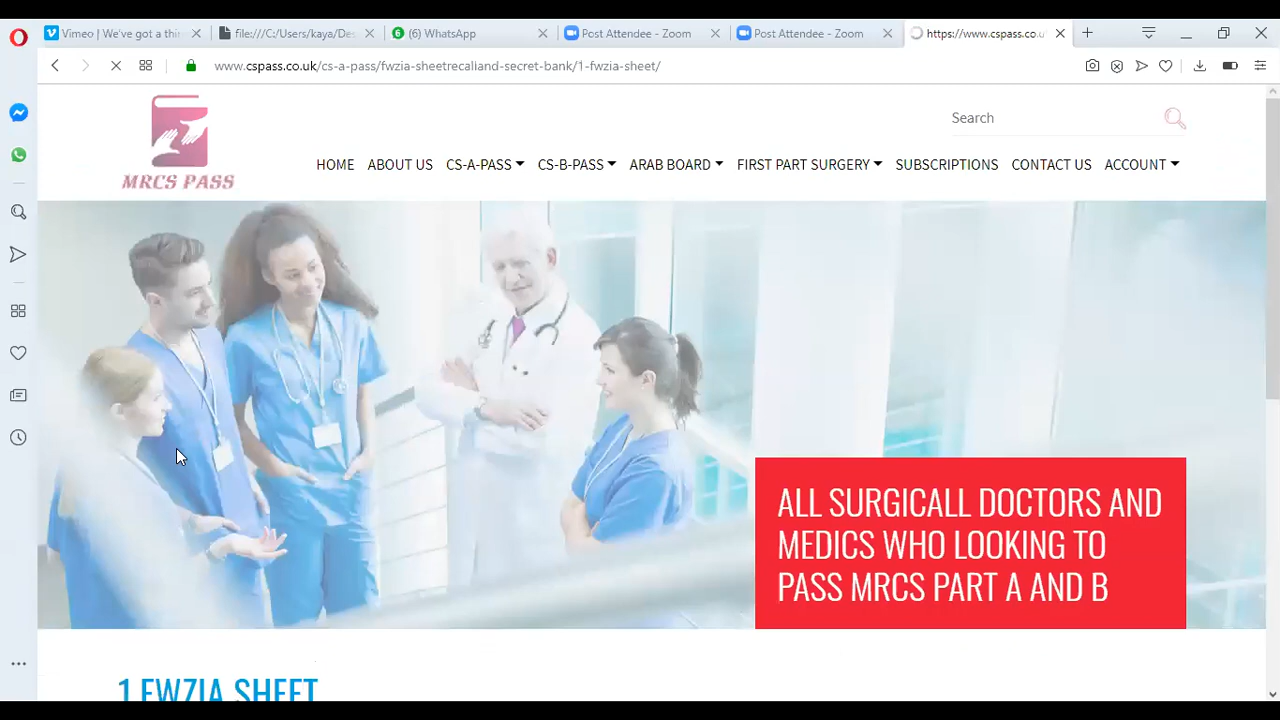 Vimeo | We've got a thin
file:///C:/Users/kaya/Des
(6) WhatsApp
Post Attendee - Zoom
Post Attendee - Zoom
https://www.cspass.co.u
www.cspass.co.uk/cs-a-pass/fwzia-sheetrecaliand-secret-bank/1-fwzia-sheet/
MRCS PASS
Search
HOME
ABOUT US
CS-A-PASS
CS-B-PASS
ARAB BOARD
FIRST PART SURGERY
SUBSCRIPTIONS
CONTACT US
ACCOUNT
ALL SURGICALL DOCTORS AND
MEDICS WHO LOOKING TO
PASS MRCS PART A AND B
1 FWZIA SHEET